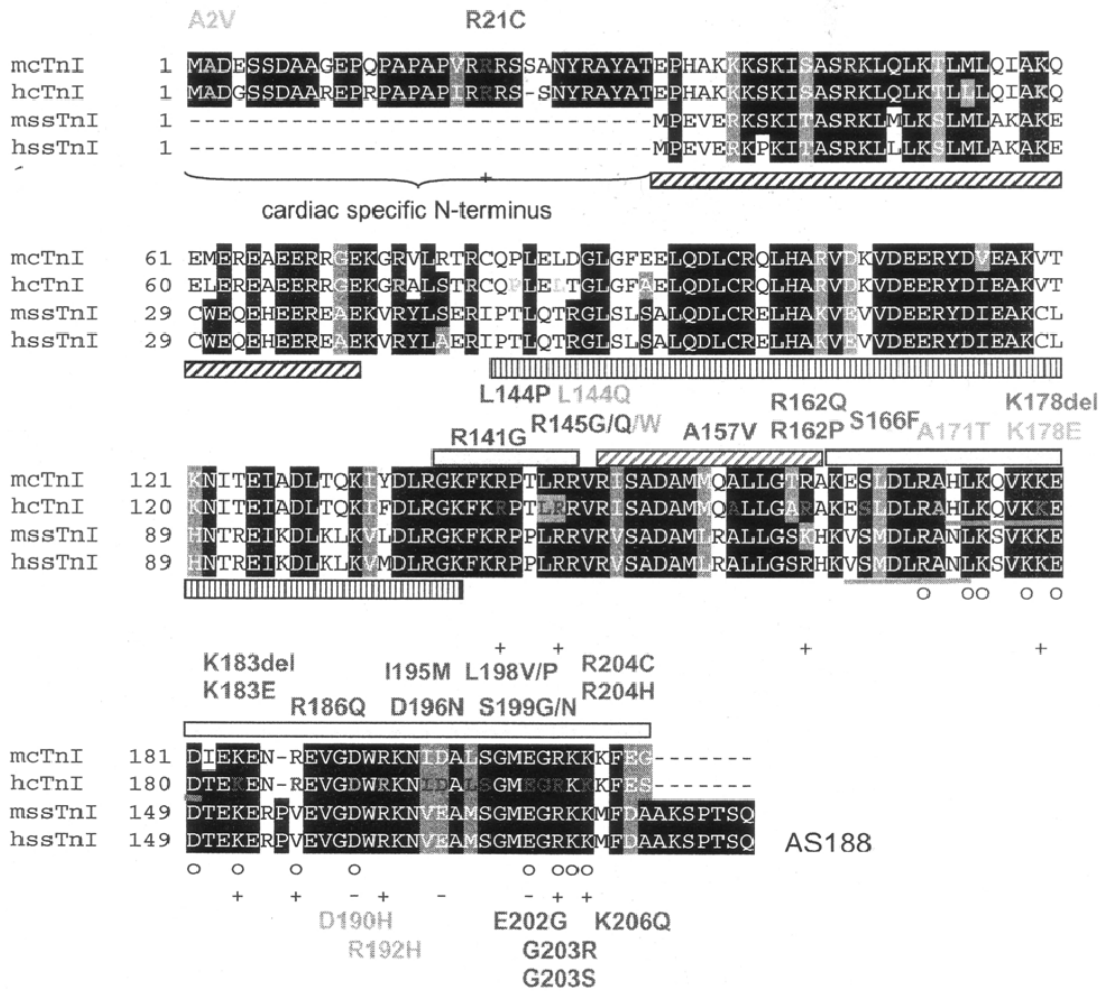 A2V R21C
mcTnI 1 MADESSDAAGEPQPAPAPVRRRSSANYRAYATEPHAKKKSKISASRKLQLKTLMLQIAKQ
hcTnI 1 MADGSSDAAREPRPAPAPIRRRS-SNYRAYATEPHAKKKSKISASRKLQLKTLLLQIAKQ
mssTnI 1 --------------------------------MPEVERKSKITASRKLMLKSLMLAKAKE
hssTnI 1 --------------------------------MPEVERKPKITASRKLLLKSLMLAKAKE
+
cardiac specific N-terminus
mcTnI 61 EMEREAEERRGEKGRVLRTRCQPLELDGLGFEELQDLCRQLHARVDKVDEERYDVEAKVT
hcTnI 60 ELEREAEERRGEKGRALSTRCQPLELTGLGFAELQDLCRQLHARVDKVDEERYDIEAKVT
mssTnI 29 CWEQEHEEREAEKVRYLSERIPTLQTRGLSLSALQDLCRELHAKVEVVDEERYDIEAKCL
hssTnI 29 CWEQEHEEREAEKVRYLAERIPTLQTRGLSLSALQDLCRELHAKVEVVDEERYDIEAKCL
L144P L144Q R162Q K178del
R141G R145G/Q/W A157V R162P S166F A171T K178E
mcTnI 121 KNITEIADLTQKIYDLRGKFKRPTLRRVRISADAMMQALLGTRAKESLDLRAHLKQVKKE
hcTnI 120 KNITEIADLTQKIFDLRGKFKRPTLRRVRISADAMMQALLGARAKESLDLRAHLKQVKKE
mssTnI 89 HNTREIKDLKLKVLDLRGKFKRPPLRRVRVSADAMLRALLGSKHKVSMDLRANLKSVKKE
hssTnI 89 HNTREIKDLKLKVMDLRGKFKRPPLRRVRVSADAMLRALLGSRHKVSMDLRANLKSVKKE
o oo o o
+ + + +
K183del I195M L198V/P R204C
K183E R186Q D196N S199G/N R204H
mcTnI 181 DIEKEN-REVGDWRKNIDALSGMEGRKKKFEG-------
hcTnI 180 DTEKEN-REVGDWRKNIDALSGMEGRKKKFES-------
mssTnI 149 DTEKERPVEVGDWRKNVEAMSGMEGRKKMFDAAKSPTSQ
hssTnI 149 DTEKERPVEVGDWRKNVEAMSGMEGRKKMFDAAKSPTSQ AS188
o o o o o ooo
+ + - + - - + +
D190H E202G K206Q
R192H G203R
G203S